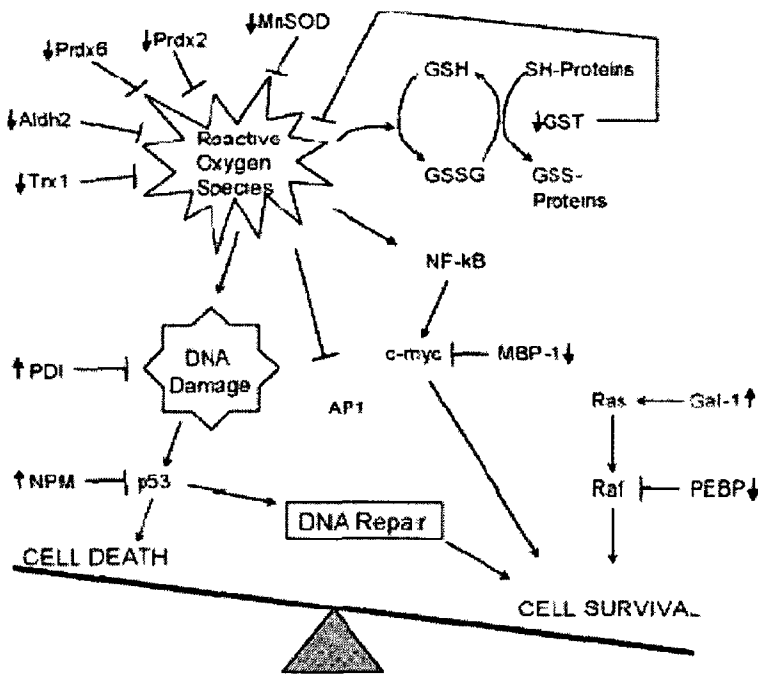 ↓MnSOD
↓Prdx2
↓Prdx6
GSH
SH-Proteins
↓Aldh2
↓GST
Reactive
Oxygen
Species
↓Trx1
GSSG
GSS-
Proteins
NF-kB
↑PDI
DNA
Damage
c-myc
MBP-1↓
AP1
Ras
Gal-1↑
↑NPM
p53
Raf
PEBP↓
DNA Repair
CELL DEATH
CELL SURVIVAL